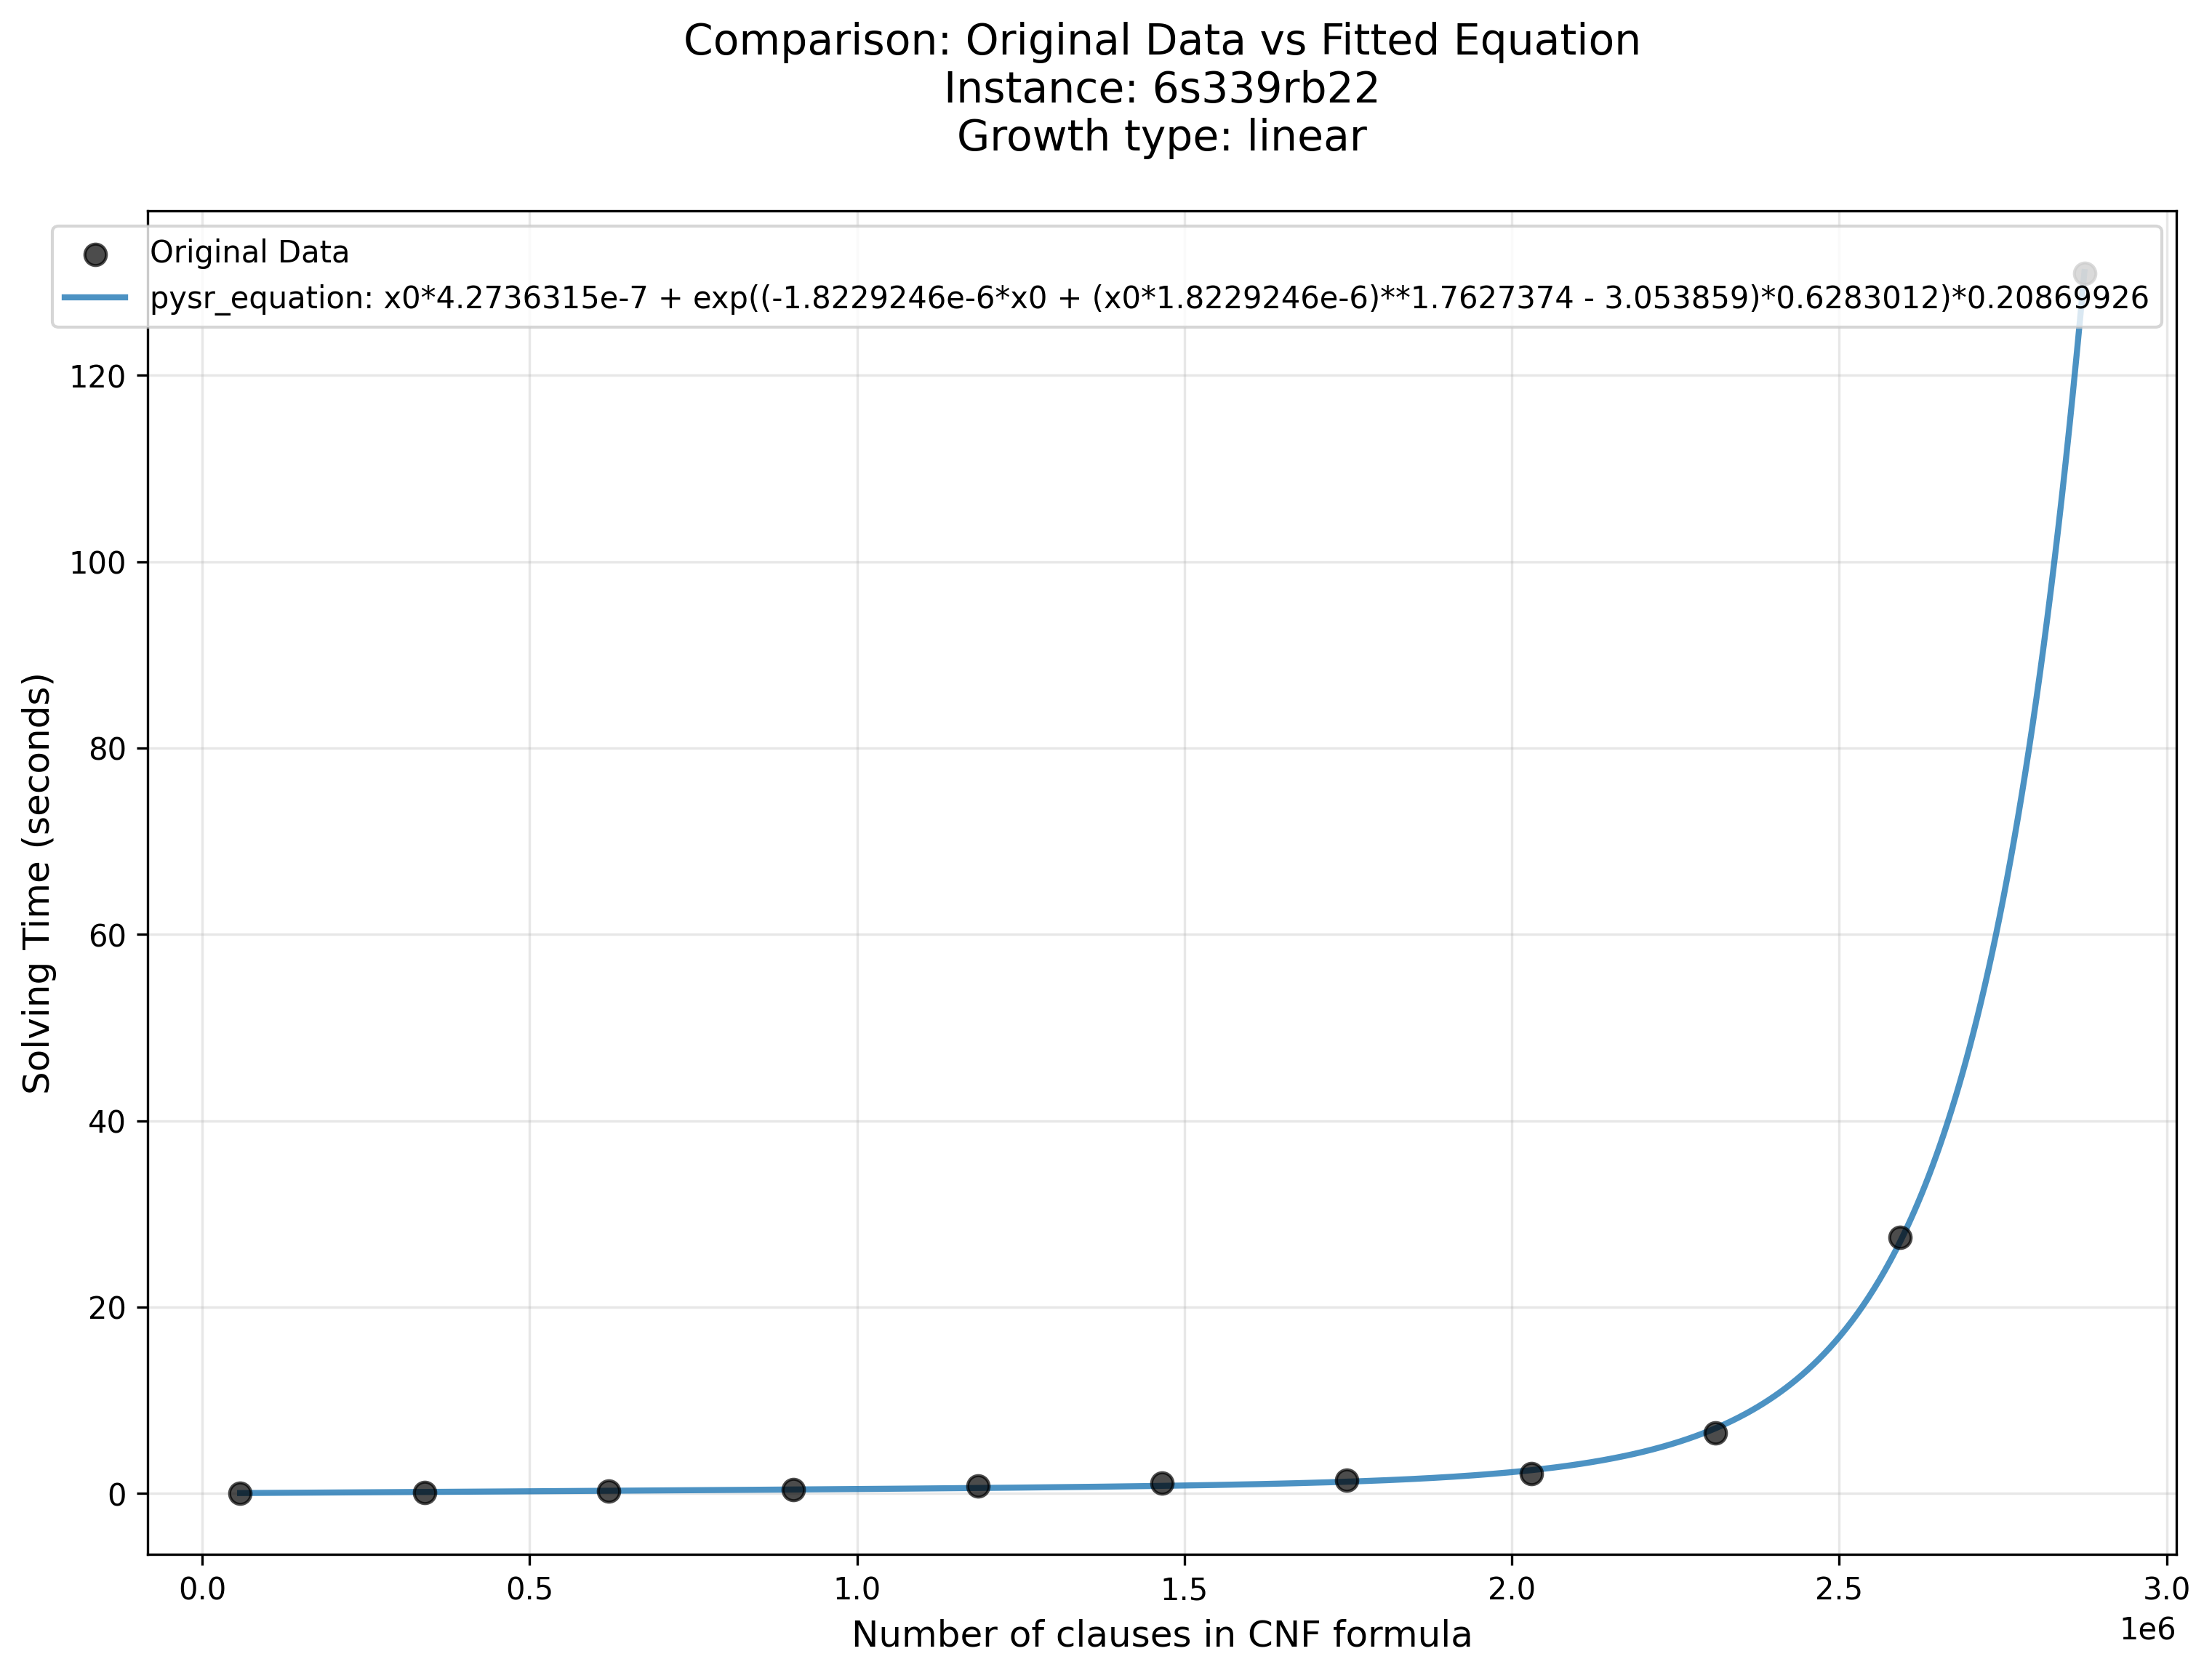 Comparison: Original Data vs Fitted Equation
Instance: 6s339rb22
Growth type: linear
Original Data
pysr_equation: x0*4.2736315e-7 + exp((-1.8229246e-6*x0 + (x0*1.8229246e-6)**1.7627374 - 3.053859)*0.6283012)*0.20869926
120
100
80
60
40
20
0
Solving Time (seconds)
0.0 0.5 1.0 1.5 2.0 2.5 3.0
1e6
Number of clauses in CNF formula